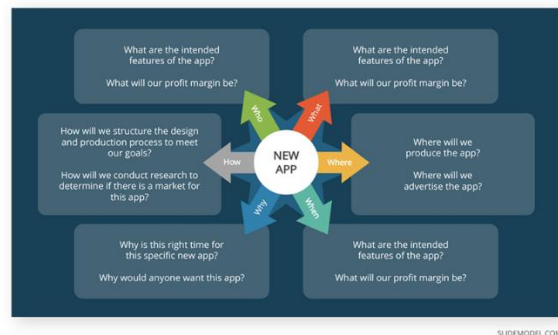 What are the intended
features of the app?
What will our profit margin be?
What are the intended
features of the app?
What will our profit margin be?
Who
What
How will we structure the design
and production process to meet
our goals?
How will we conduct research to
determine if there is a market for
this app?
How
NEW
APP
Where
Where will we
produce the app?
Where will we
advertise the app?
Why
When
Why is this right time for
this specific new app?
Why would anyone want this app?
What are the intended
features of the app?
What will our profit margin be?
SLIDEMODEL.COM